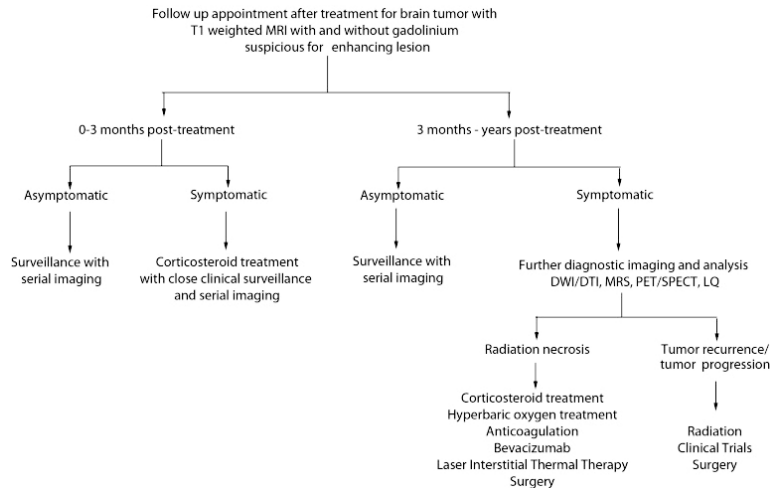 Follow up appointment after treatment for brain tumor with
T1 weighted MRI with and without gadolinium
suspicious for enhancing lesion
0-3 months post-treatment
3 months - years post-treatment
Asymptomatic
Symptomatic
Asymptomatic
Symptomatic
Surveillance with
serial imaging
Corticosteroid treatment
with close clinical surveillance
and serial imaging
Surveillance with
serial imaging
Further diagnostic imaging and analysis
DWI/DTI, MRS, PET/SPECT, LQ
Radiation necrosis
Tumor recurrence/
tumor progression
Corticosteroid treatment
Hyperbaric oxygen treatment
Anticoagulation
Bevacizumab
Laser Interstitial Thermal Therapy
Surgery
Radiation
Clinical Trials
Surgery